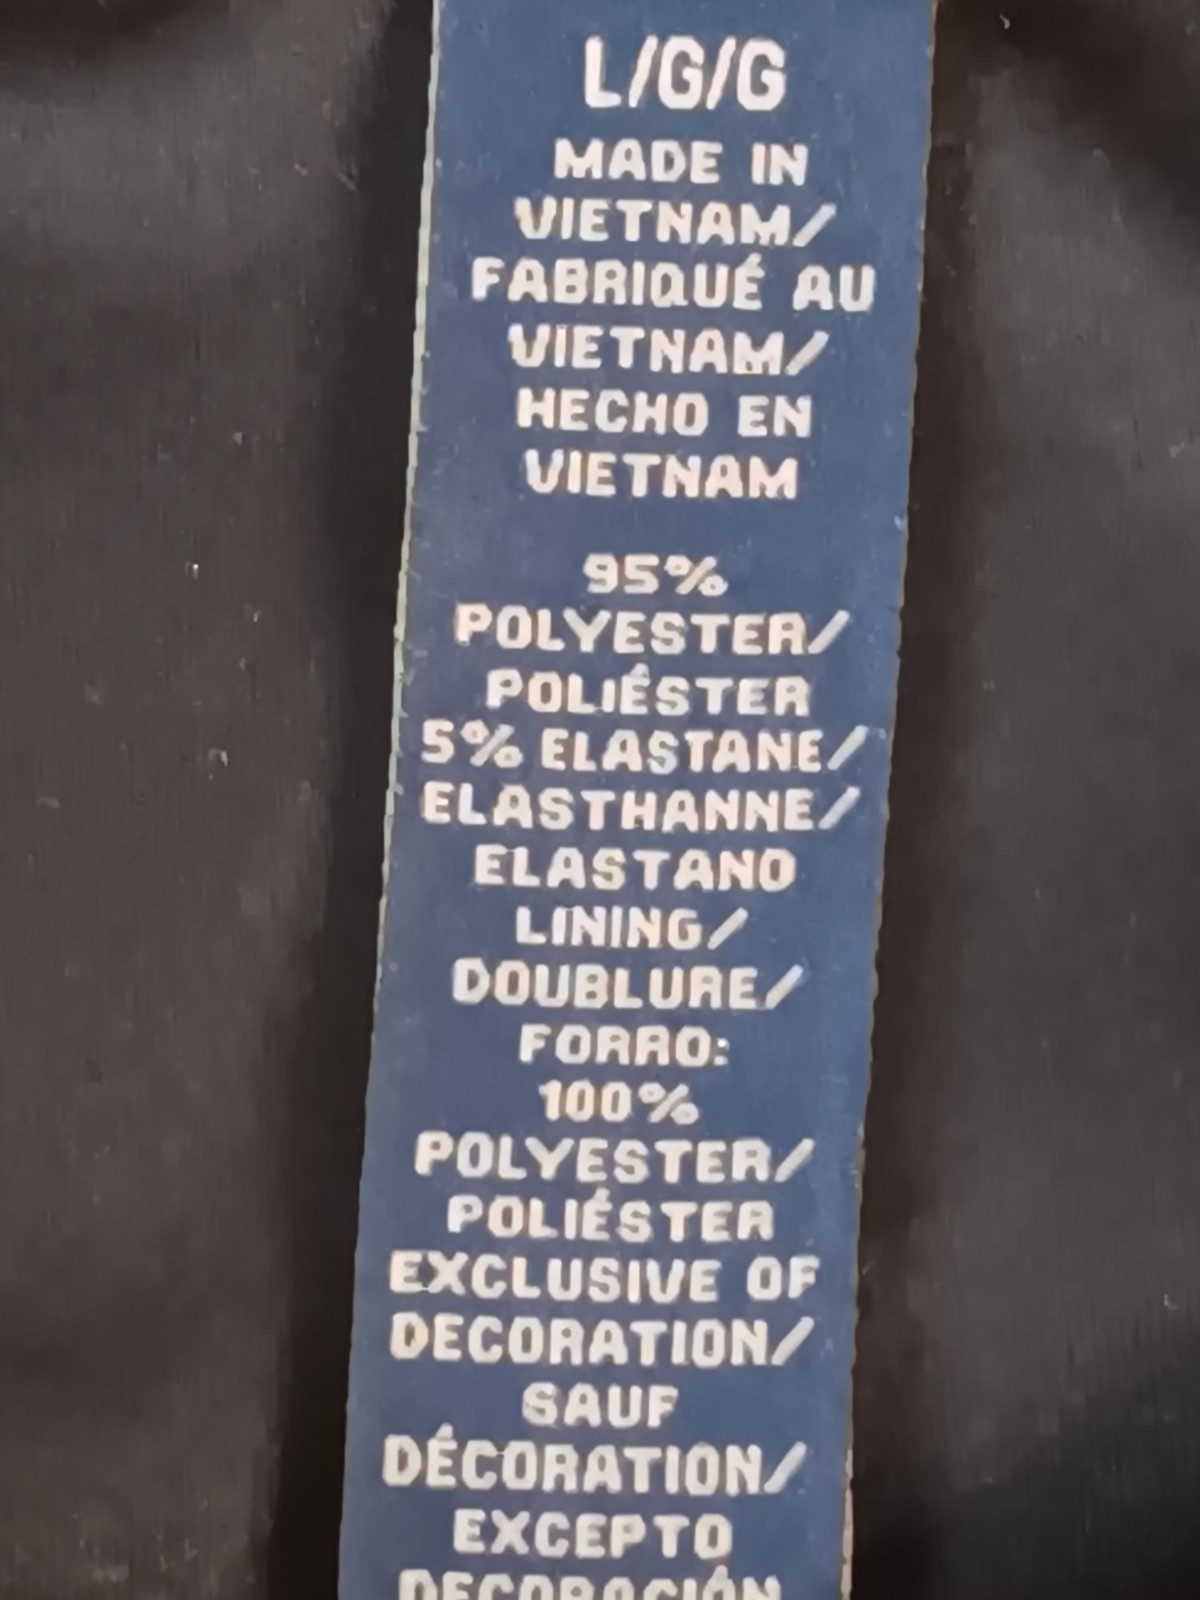 L/G/G
MADE IN
VIETNAM/
FABRIQUÉ AU
VIETNAM/
HECHO EN
VIETNAM
95%
POLYESTER/
POLIÉSTER
5% ELASTANE/
ELASTHANNE/
ELASTANO
LINING/
DOUBLURE/
FORRO:
100%
POLYESTER/
POLIÉSTER
EXCLUSIVE OF
DECORATION/
SAUF
DÉCORATION/
EXCEPTO
DECORACIÓN